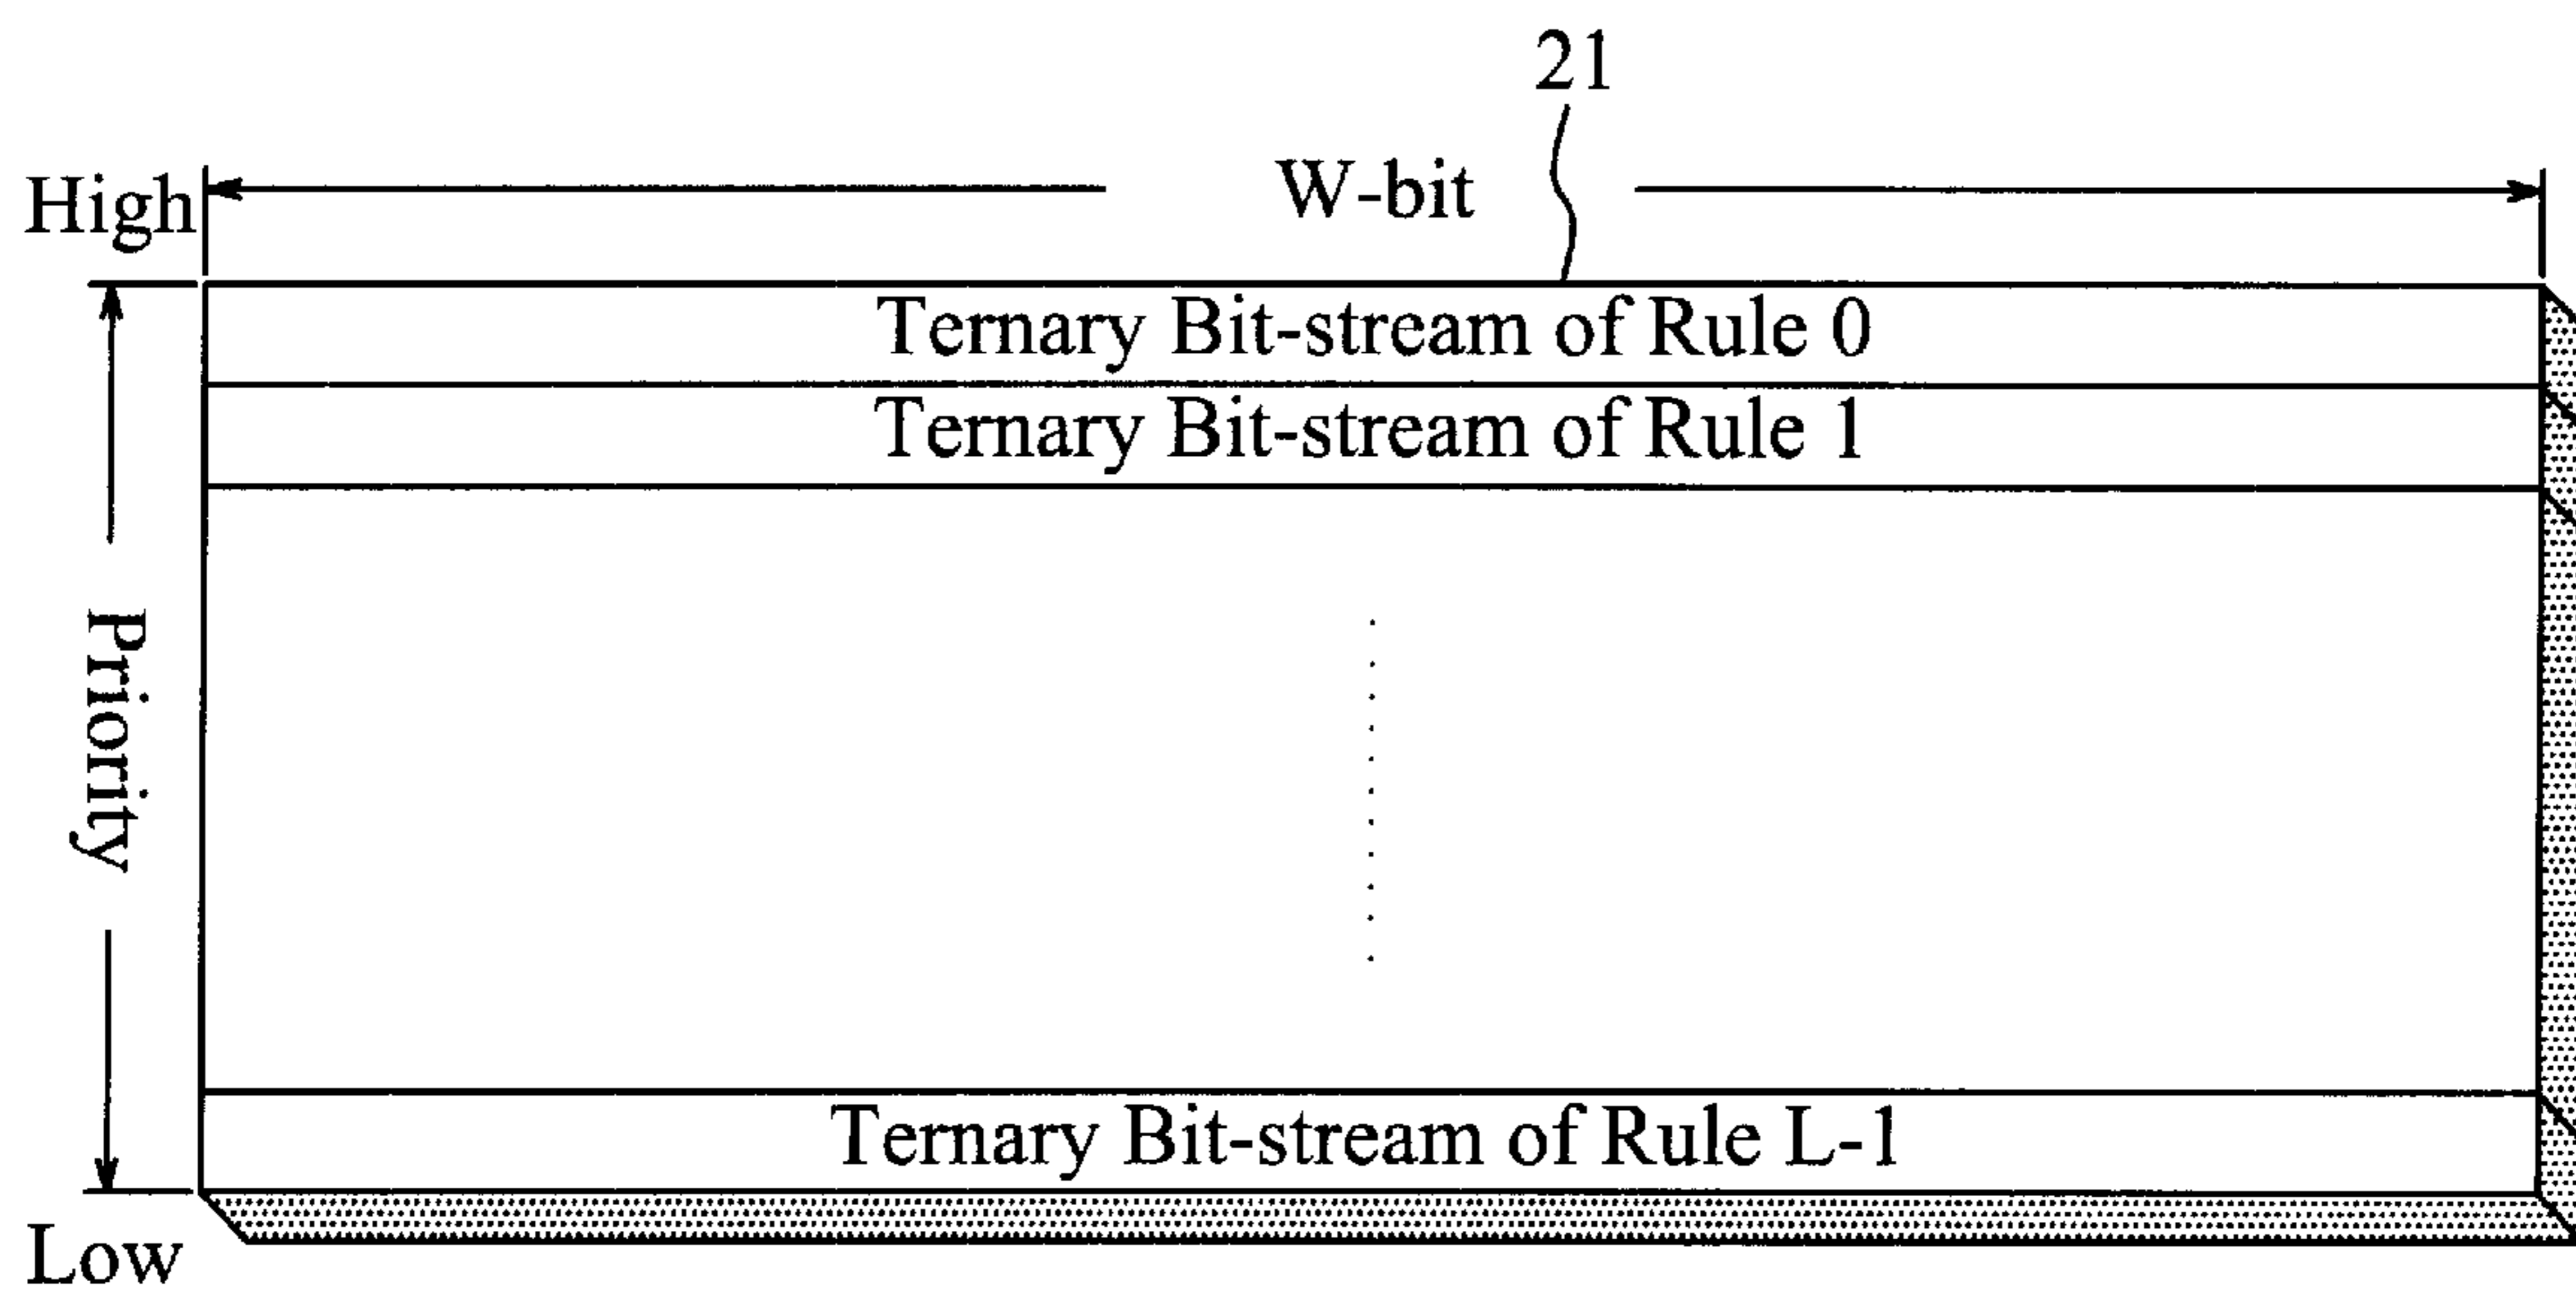 21
High
W-bit
Ternary Bit-stream of Rule 0
Ternary Bit-stream of Rule 1
Priority
Ternary Bit-stream of Rule L-1
Low